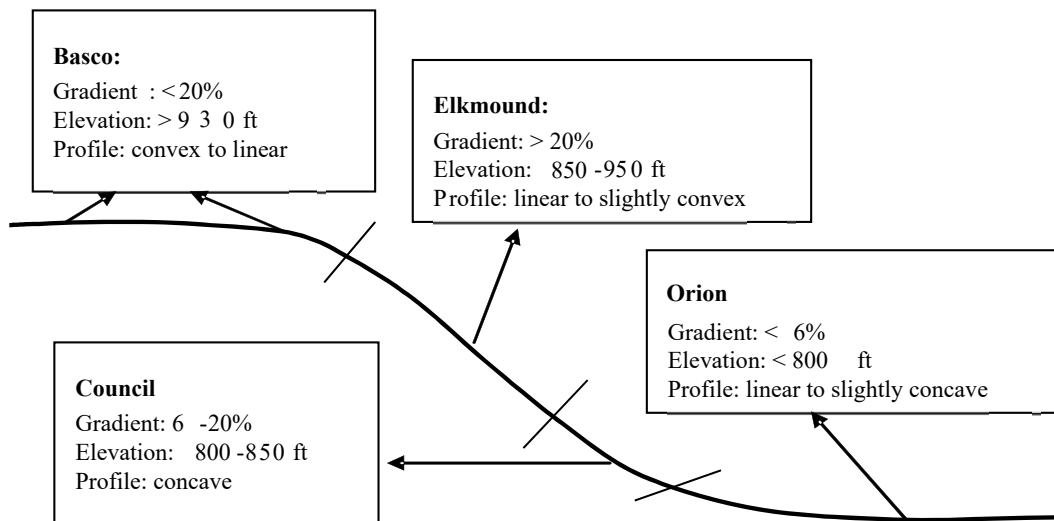 Basco:
Gradient : <20%
Elevation: >9 3 0 ft
Profile: convex to linear
Elkmound:
Gradient: > 20%
Elevation: 850 -950 ft
Profile: linear to slightly convex
Orion
Gradient: < 6%
Elevation: < 800 ft
Profile: linear to slightly concave
Council
Gradient: 6 -20%
Elevation: 800 -850 ft
Profile: concave